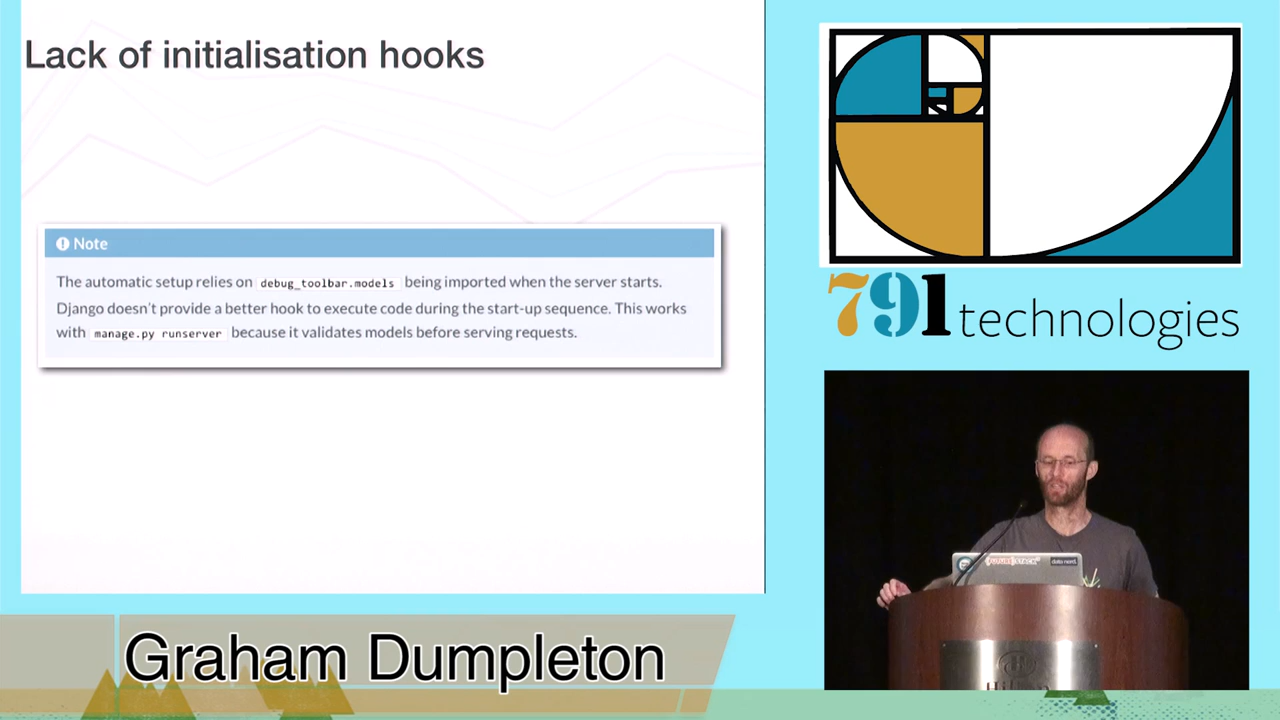 Lack of initialisation hooks
Note
The automatic setup relies on debug_toolbar.models being imported when the server starts.
Django doesn't provide a better hook to execute code during the start-up sequence. This works
with manage.py runserver because it validates models before serving requests.
791 technologies
Graham Dumpleton